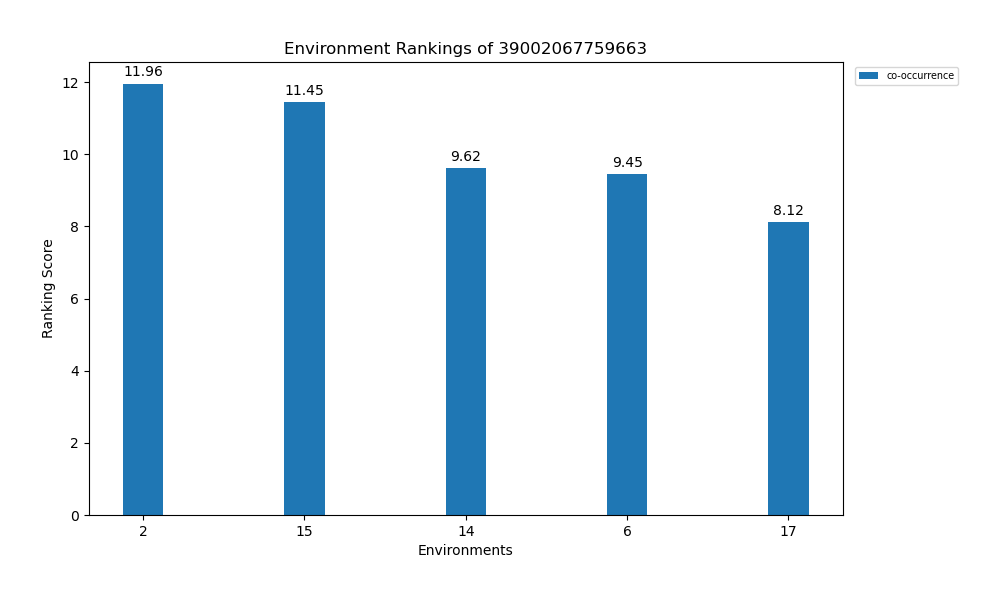 Environment Rankings of 39002067759663
co-occurrence
11.96
11.45
9.62
9.45
8.12
Ranking Score
12
10
8
6
4
2
0
2 15 14 6 17
Environments